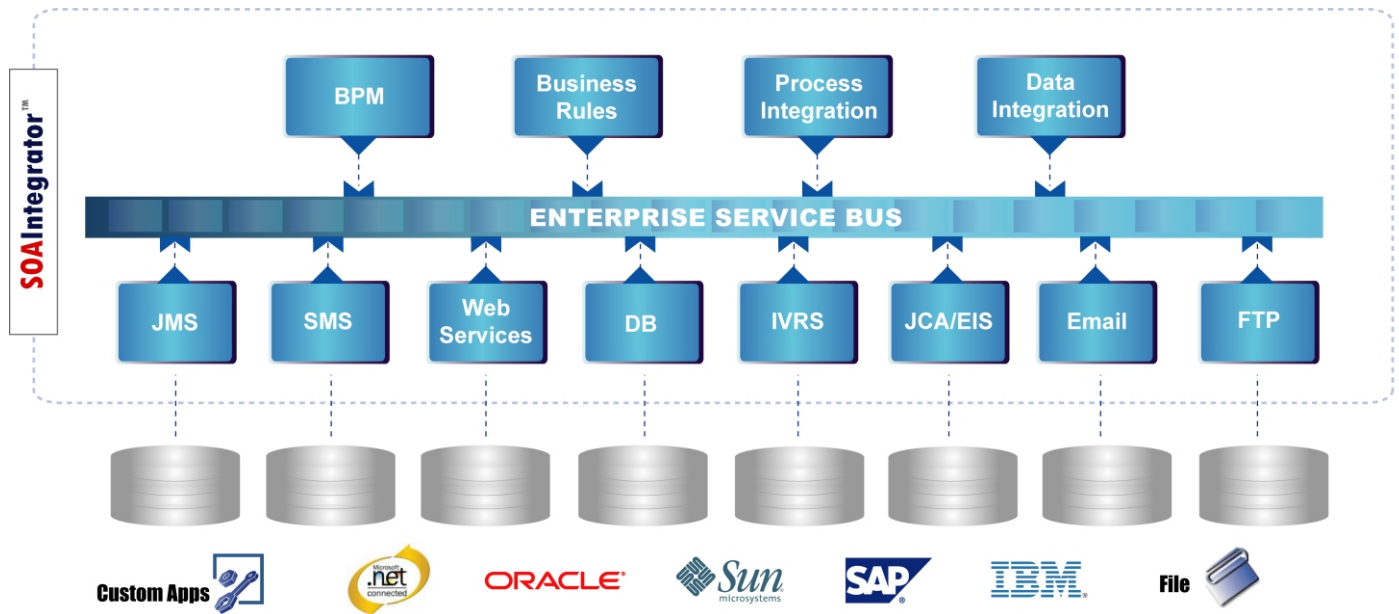 SOAIntegrator™
BPM
Business
Rules
Process
Integration
Data
Integration
ENTERPRISE SERVICE BUS
JMS
SMS
Web
Services
DB
IVRS
JCA/EIS
Email
FTP
Custom Apps
Microsoft
.net
connected
ORACLE®
Sun
microsystems
SAP®
IBM®
File